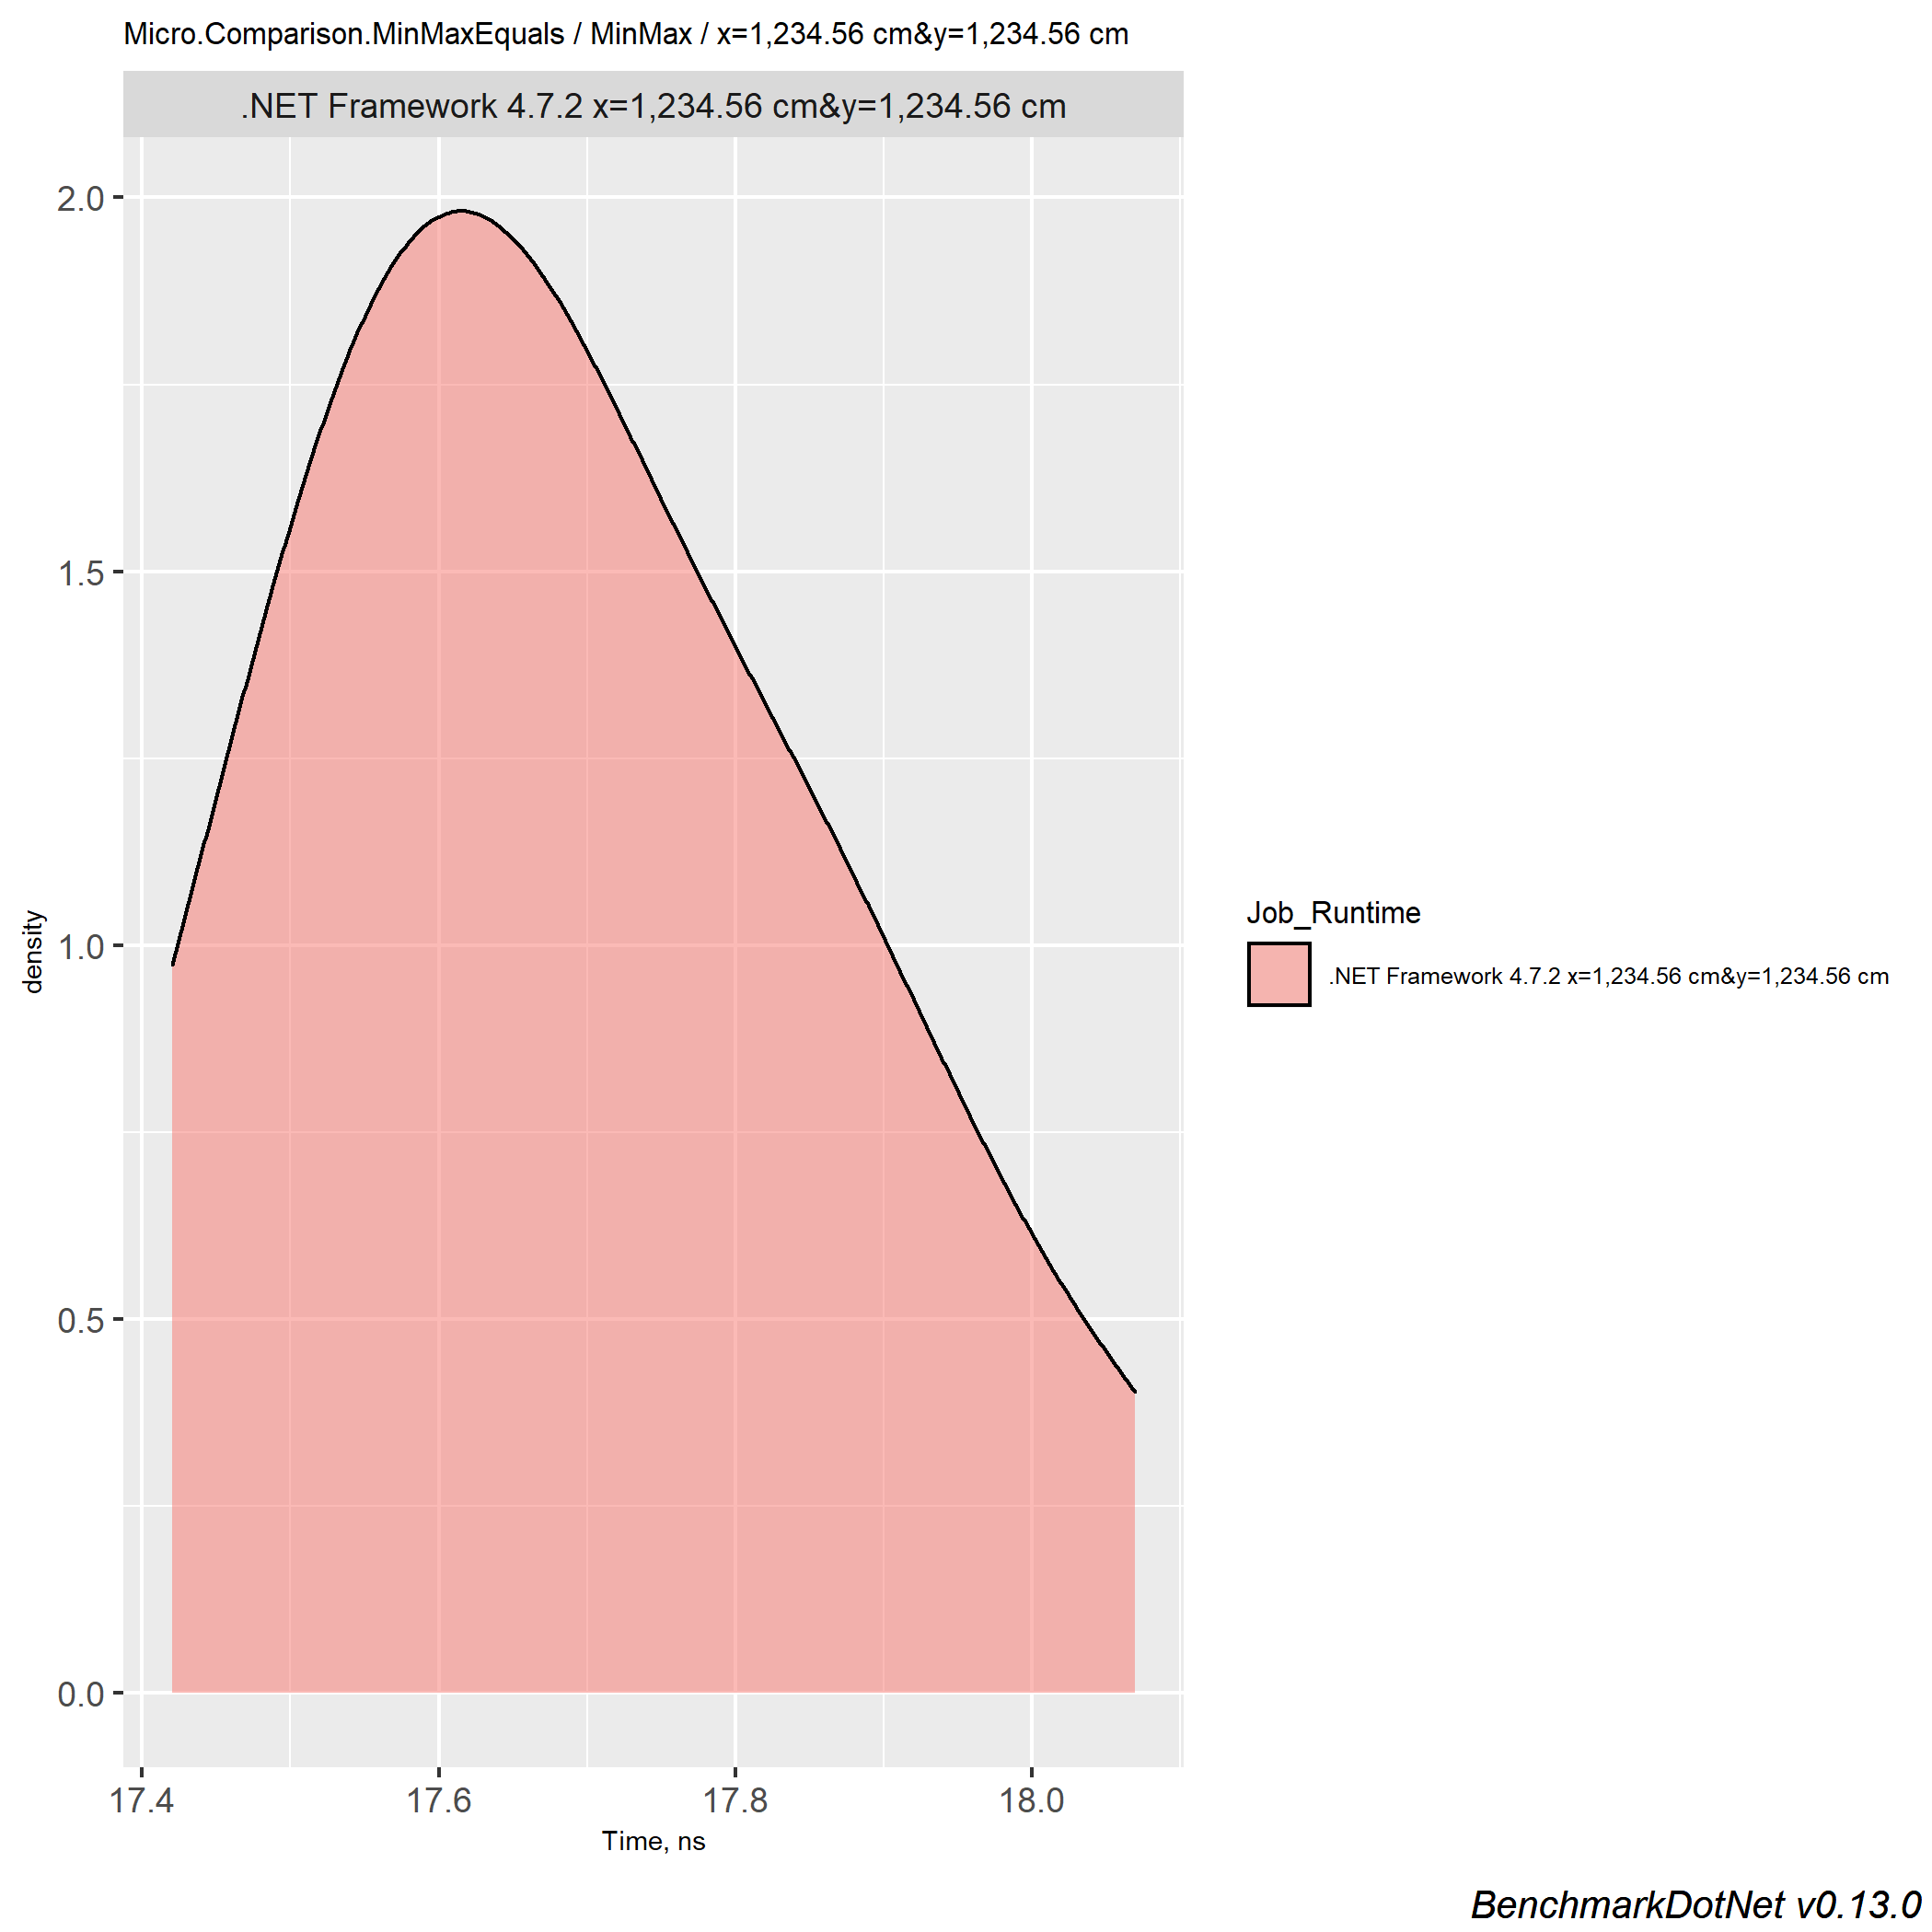 Micro.Comparison.MinMaxEquals / MinMax / x=1,234.56 cm&y=1,234.56 cm
.NET Framework 4.7.2 x=1,234.56 cm&y=1,234.56 cm
2.0
1.5
1.0
0.5
0.0
density
17.4 17.6 17.8 18.0
Time, ns
Job_Runtime
.NET Framework 4.7.2 x=1,234.56 cm&y=1,234.56 cm
BenchmarkDotNet v0.13.0